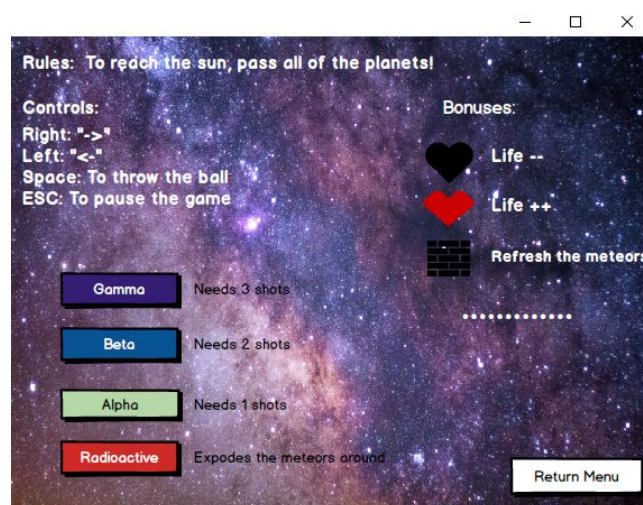 Rules: To reach the sun, pass all of the planets!
Controls:
Right: "->"
Left: "<-"
Space: To throw the ball
ESC: To pause the game
Bonuses:
Life --
Life ++
Refresh the meteors
.............
Gamma Needs 3 shots
Beta Needs 2 shots
Alpha Needs 1 shots
Radioactive Expodes the meteors around
Return Menu